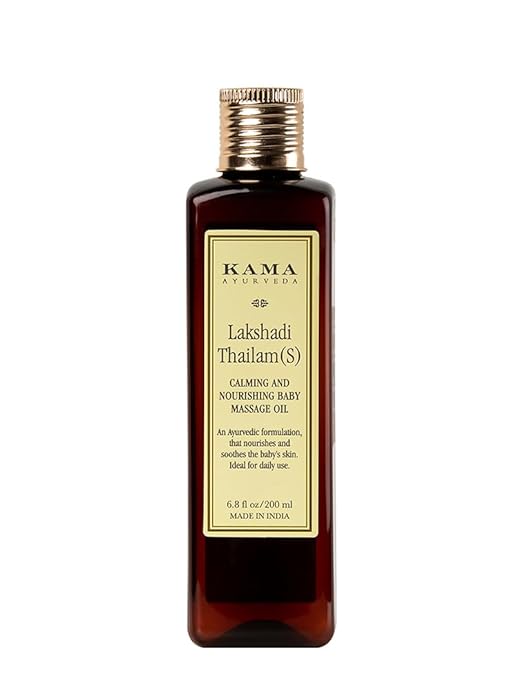 KAMA
AYURVEDA
Lakshadi
Thailam(S)
CALMING AND
NOURISHING BABY
MASSAGE OIL
An Ayurvedic formulation,
that nourishes and
soothes the baby's skin.
Ideal for daily use.
6.8 fl oz/200 ml
MADE IN INDIA